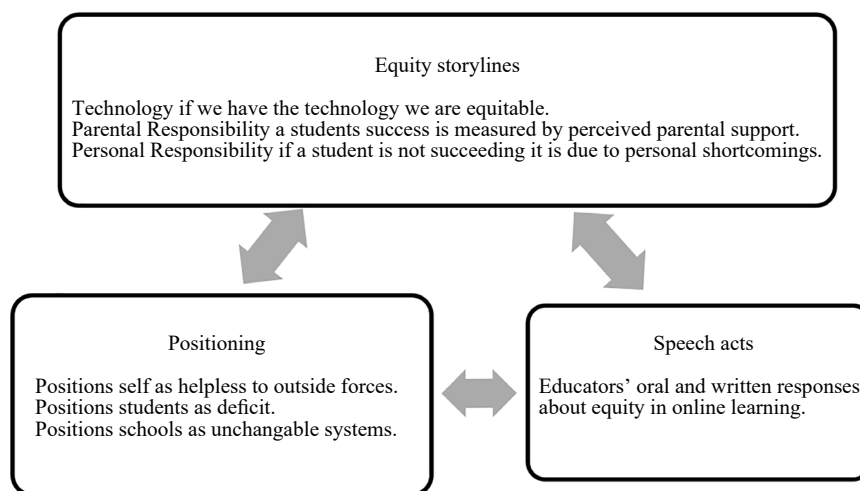 Equity storylines
Technology if we have the technology we are equitable.
Parental Responsibility a students success is measured by perceived parental support.
Personal Responsibility if a student is not succeeding it is due to personal shortcomings.
Positioning
Positions self as helpless to outside forces.
Positions students as deficit.
Positions schools as unchangable systems.
Speech acts
Educators’ oral and written responses
about equity in online learning.